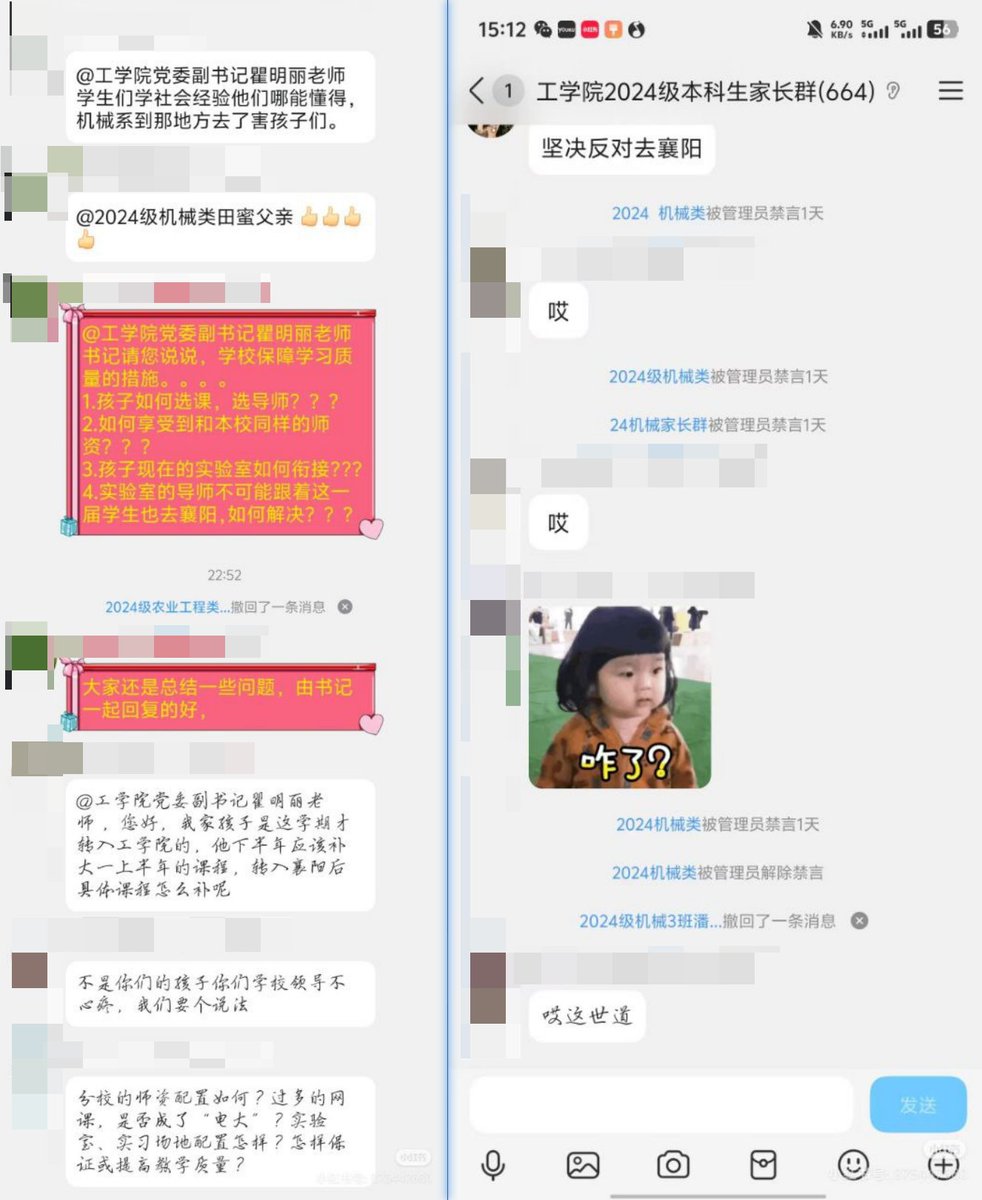 @工学院党委副书记瞿明丽老师
学生们学社会经验他们哪能懂得，
机械系到那地方去了害孩子们。
@2024级机械类田蜜父亲 👍👍👍
👍
@工学院党委副书记瞿明丽老师
书记请您说说，学校保障学习质
量的措施。。。。
1.孩子如何选课，选导师？？？
2.如何享受到和本校同样的师
资？？？
3.孩子现在的实验室如何衔接???
4.实验室的导师不可能跟着这一
届学生也去襄阳,如何解决？？？
22:52
2024级农业工程类...撤回了一条消息
大家还是总结一些问题，由书记
一起回复的好，
@工学院党委副书记瞿明丽老
师，您好，我家孩子是这学期才
转入工学院的，他下半年应该补
大一上半年的课程，转入襄阳后
具体课程怎么补呢
不是你们的孩子你们学校领导不
心疼，我们要个说法
分校的师资配置如何？过多的网
课，是否成了“电大”？实验
室、实习场地配置怎样？怎样保
证或提高教学质量？
小红书
15:12
6.90
KB/s
5G
5G
56
1
工学院2024级本科生家长群(664)
坚决反对去襄阳
2024 机械类被管理员禁言1天
哎
2024级机械类被管理员禁言1天
24机械家长群被管理员禁言1天
哎
咋了?
2024机械类被管理员禁言1天
2024机械类被管理员解除禁言
2024级机械3班潘...撤回了一条消息
哎这世道
发送
小红书